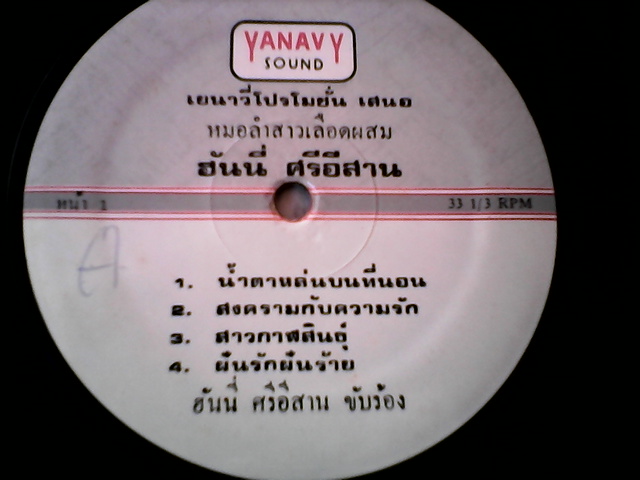 YANAVY
SOUND
เยนาวี่โปรโมชั่น เสนอ
หมอลำสาวเลือดผสม
ฮันนี่ ศรีอีสาน
หน้า 1
33 1/3 RPM
A
1. น้ำตาหล่นบนที่นอน
2. สงครามกับความรัก
3. สาวกาฬสินธุ์
4. ฝันรักฝันร้าย
ฮันนี่ ศรีอีสาน ขับร้อง